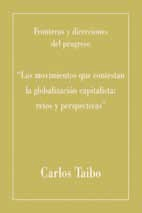 Fronteras y direcciones
del progreso
"Los movimientos que contestan
la globalización capitalista:
retos y perspectivas"
Carlos Taibo